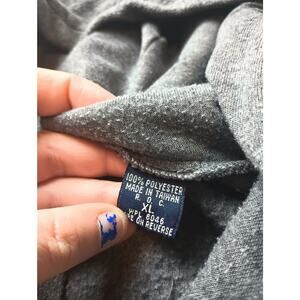 100% POLYESTER
MADE IN TAIWAN
R. O. C.
XL
WPL 6046
ON REVERSE